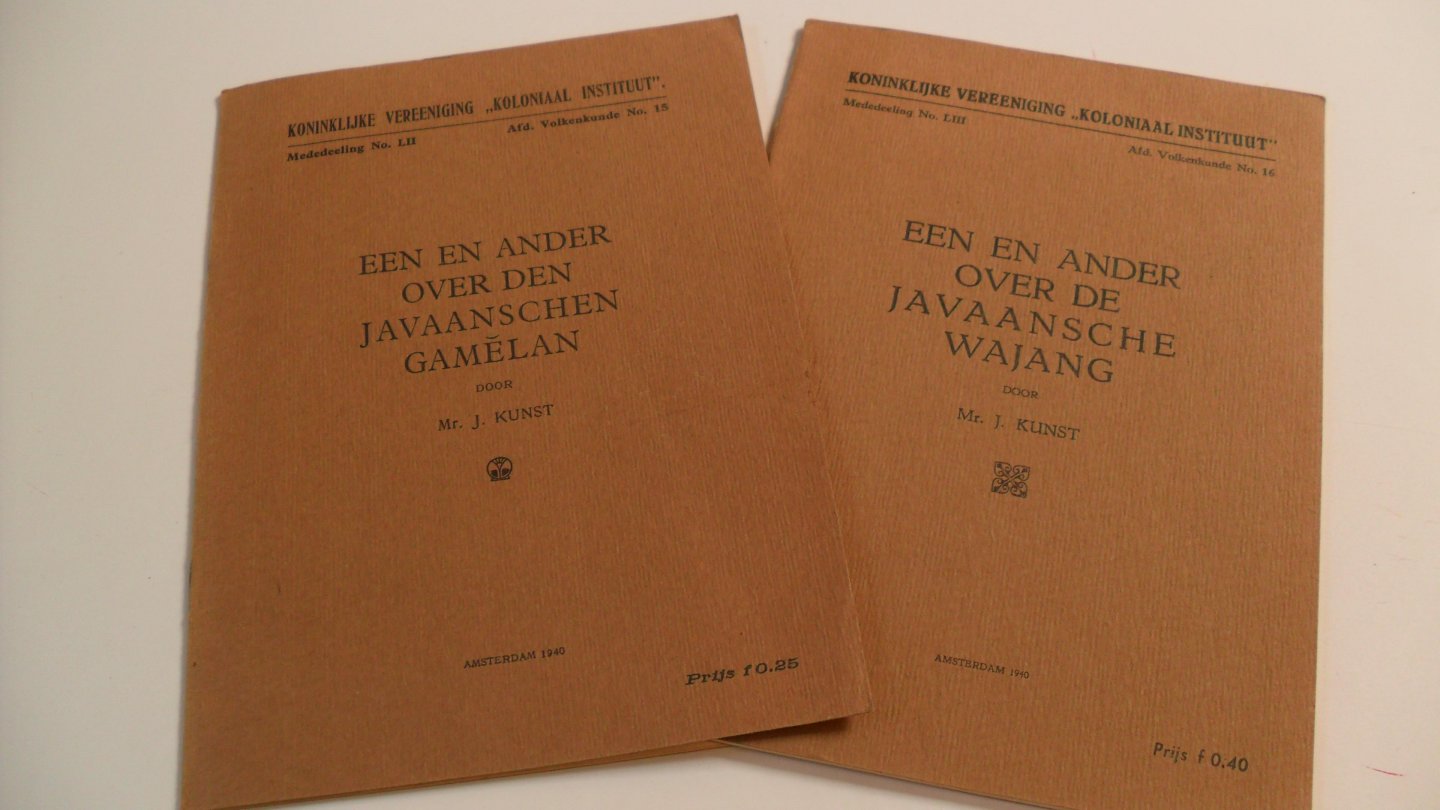 KONINKLIJKE VEREENIGING „KOLONIAAL INSTITUUT”.
Mededeeling No. LII Afd. Volkenkunde No. 15
EEN EN ANDER
OVER DEN
JAVAANSCHEN
GAMĔLAN
DOOR
Mr. J. KUNST
AMSTERDAM 1940
Prijs f 0.25
KONINKLIJKE VEREENIGING „KOLONIAAL INSTITUUT”
Mededeeling No. LIII Afd. Volkenkunde No. 16
EEN EN ANDER
OVER DE
JAVAANSCHE
WAJANG
DOOR
Mr. J. KUNST
AMSTERDAM 1940
Prijs f 0.40